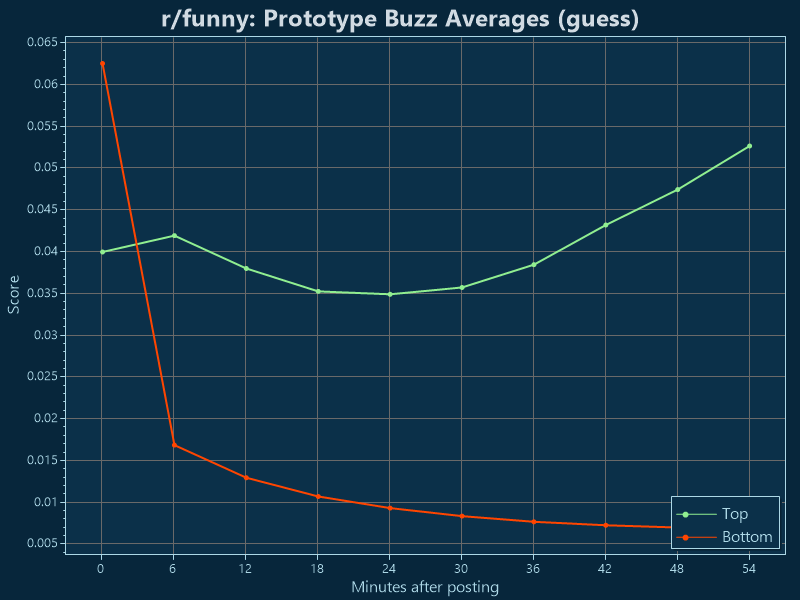 r/funny: Prototype Buzz Averages (guess)
0.065
0.06
0.055
0.05
0.045
0.04
0.035
0.03
0.025
0.02
0.015
0.01
0.005
Score
Top
Bottom
0 6 12 18 24 30 36 42 48 54
Minutes after posting